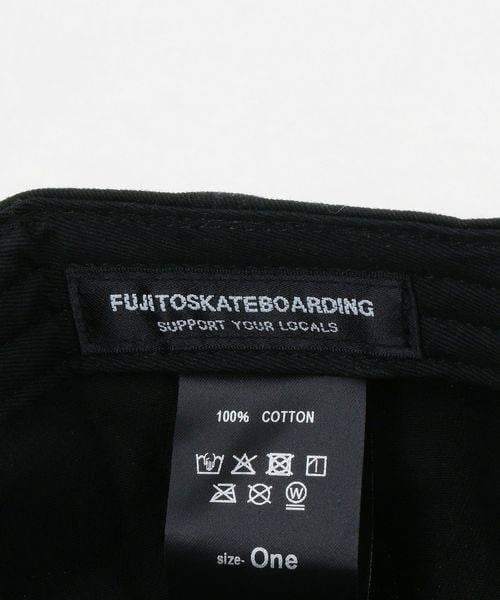 FUJITOSKATEBOARDING
SUPPORT YOUR LOCALS
100% COTTON
W
size- One